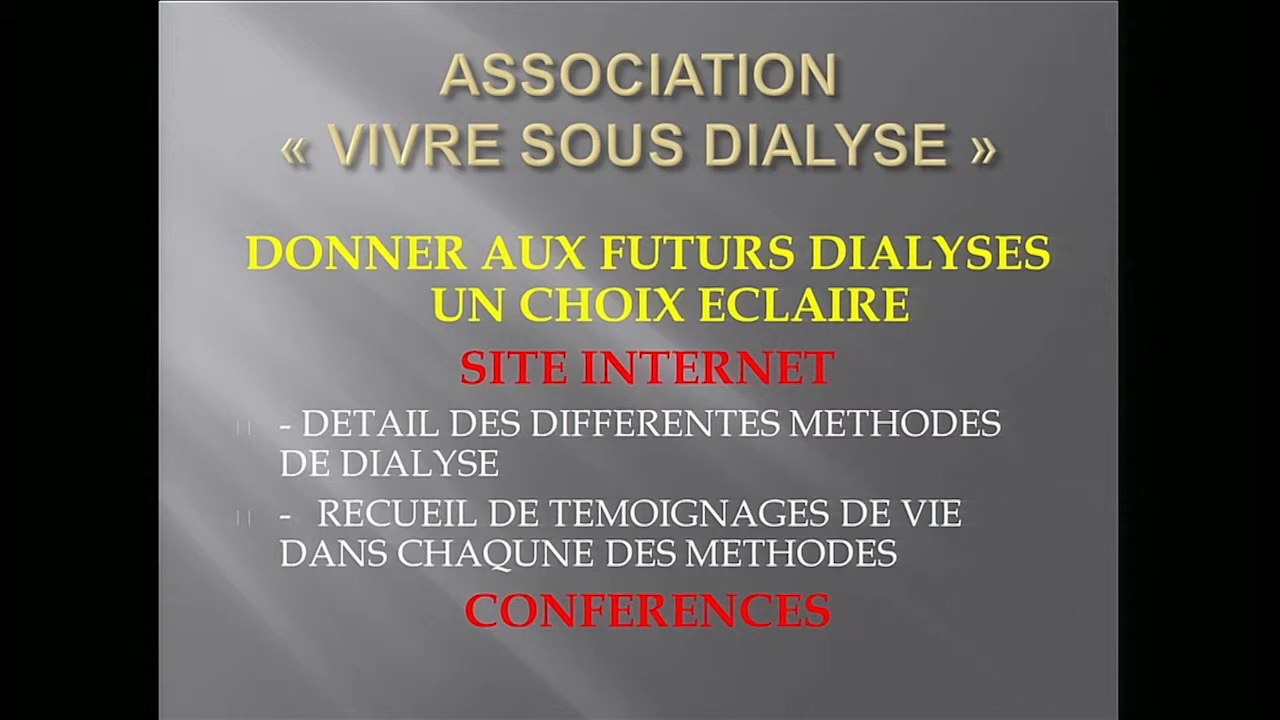 ASSOCIATION
« VIVRE SOUS DIALYSE »
DONNER AUX FUTURS DIALYSES
UN CHOIX ECLAIRE
SITE INTERNET
- DETAIL DES DIFFERENTES METHODES
DE DIALYSE
- RECUEIL DE TEMOIGNAGES DE VIE
DANS CHAQUNE DES METHODES
CONFERENCES